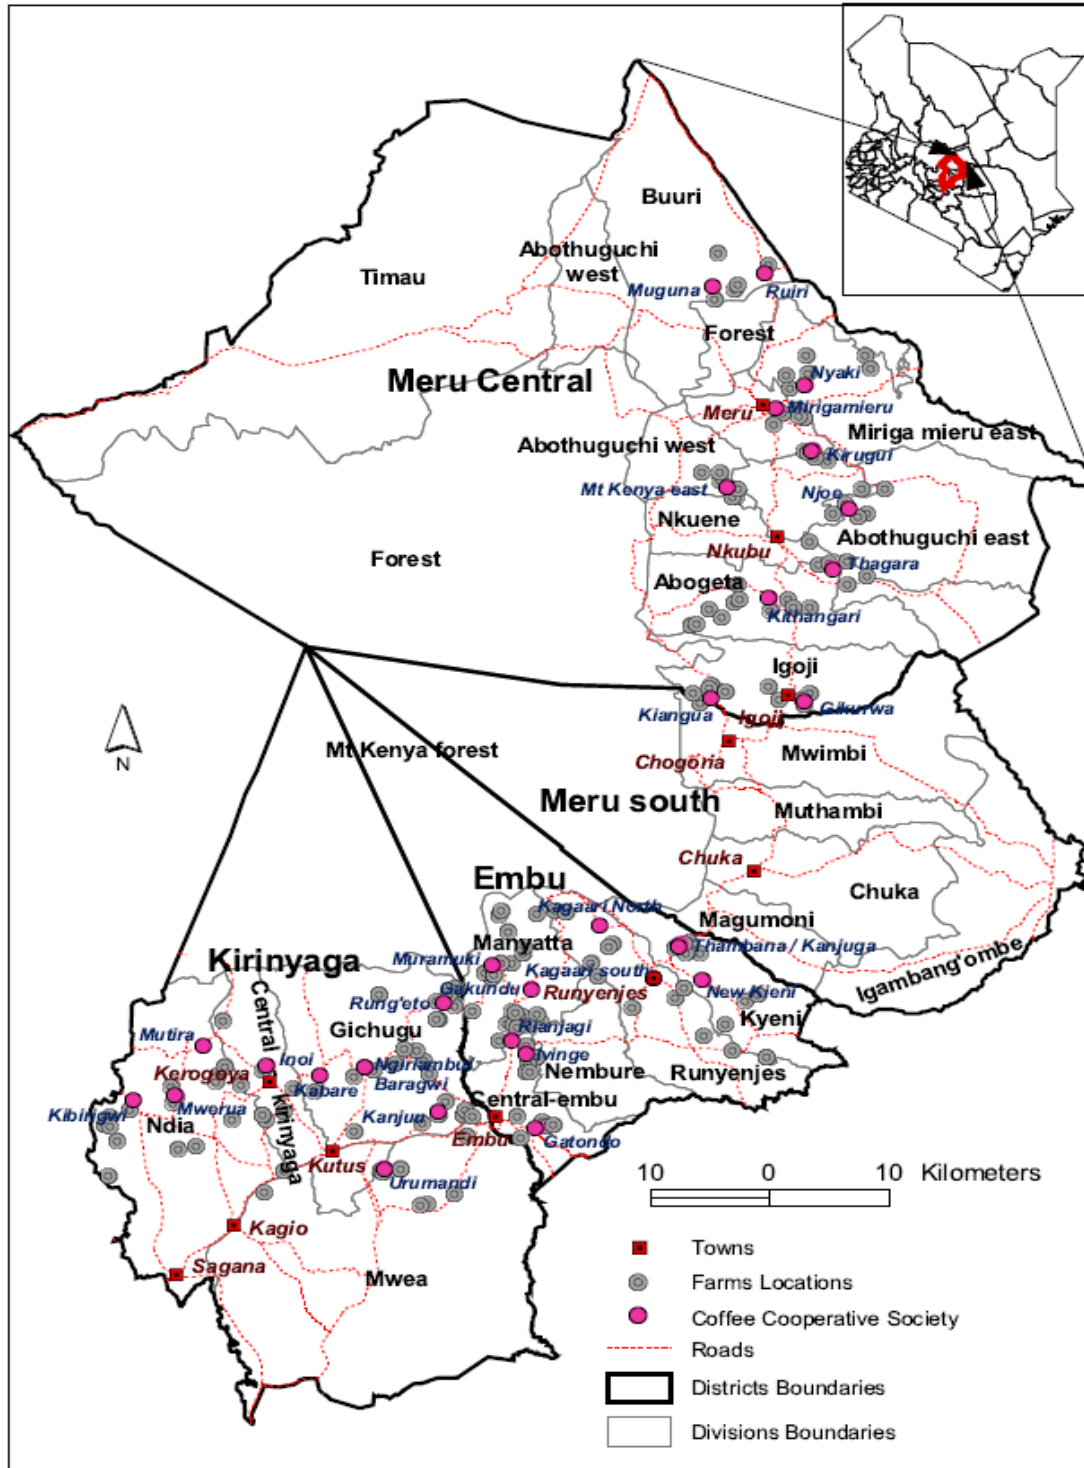 Buuri
Abothuguchi
west
Timau
Muguna
Ruiri
Forest
Nyaki
Meru Central
Meru
Mirigamieru
Miriga mieru east
Abothuguchi west
Kirugui
Mt Kenya east
Njoe
Nkuene
Abothuguchi east
Nkubu
Forest
Thagara
Abogeta
Kithangari
Igoji
Kiangua
Igoji
Gikurwa
N
Mt Kenya forest
Chogoria
Mwimbi
Meru south
Muthambi
Chuka
Embu
Chuka
Kagaari North
Magumoni
Manyatta
Thambana / Kanjuga
Kirinyaga
Muramuki
Kagaari south
Igambang'ombe
Gakundu
Runyenjes
New Kieni
Rung'eto
Central Kirinyaga
Gichugu
Kyeni
Mutira
Rianjagi
Inoi
Ngiriambu
Ivinge
Kerogoya
Nembure
Runyenjes
Kabare
Baragwi
Kibirigwi
Mwerua
Central-embu
Ndia
Kanjuu
Embu
Gatondo
Kutus
Urumandi
10 0 10 Kilometers
Kagio
Sagana
Mwea
Towns
Farms Locations
Coffee Cooperative Society
Roads
Districts Boundaries
Divisions Boundaries